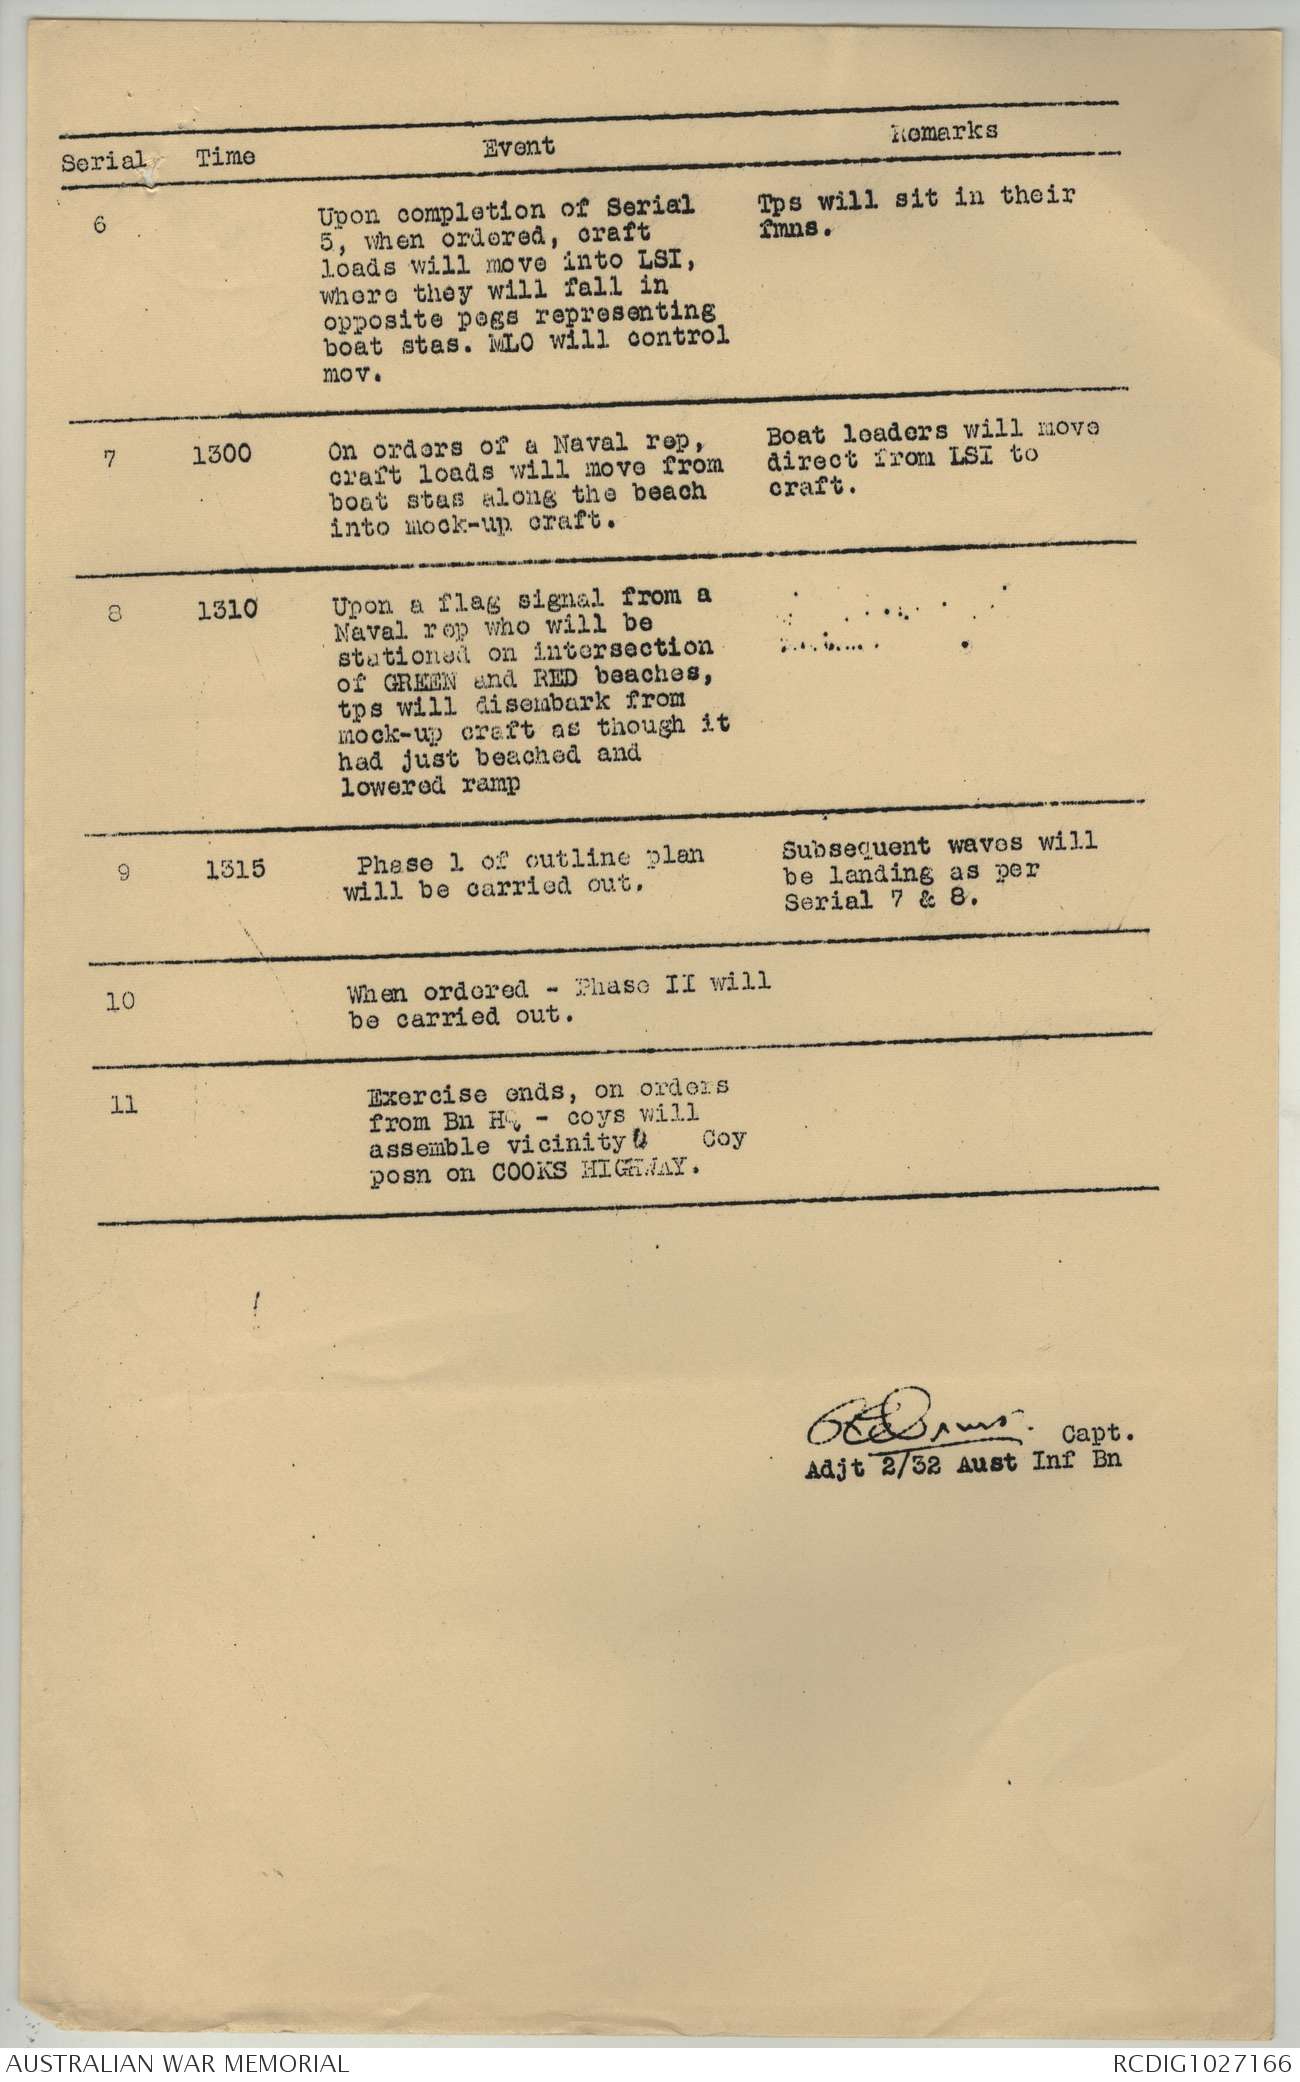 Serial Time Event Remarks
6 Upon completion of Serial Tps will sit in their
5, when ordered, craft fmns.
loads will move into LSI,
where they will fall in
opposite pegs representing
boat stas. MLO will control
mov.
7 1300 On orders of a Naval rep, Boat leaders will move
craft loads will move from direct from LSI to
boat stas along the beach craft.
into mock-up craft.
8 1310 Upon a flag signal from a
Naval rep who will be
stationed on intersection
of GREEN and RED beaches,
tps will disembark from
mock-up craft as though it
had just beached and
lowered ramp
9 1315 Phase 1 of outline plan Subsequent waves will
will be carried out. be landing as per
Serial 7 & 8.
10 When ordered - Phase II will
be carried out.
11 Exercise ends, on orders
from Bn HQ - coys will
assemble vicinity Coy
posn on COOKS HIGHWAY.
Capt.
Adjt 2/32 Aust Inf Bn
AUSTRALIAN WAR MEMORIAL RCDIG1027166